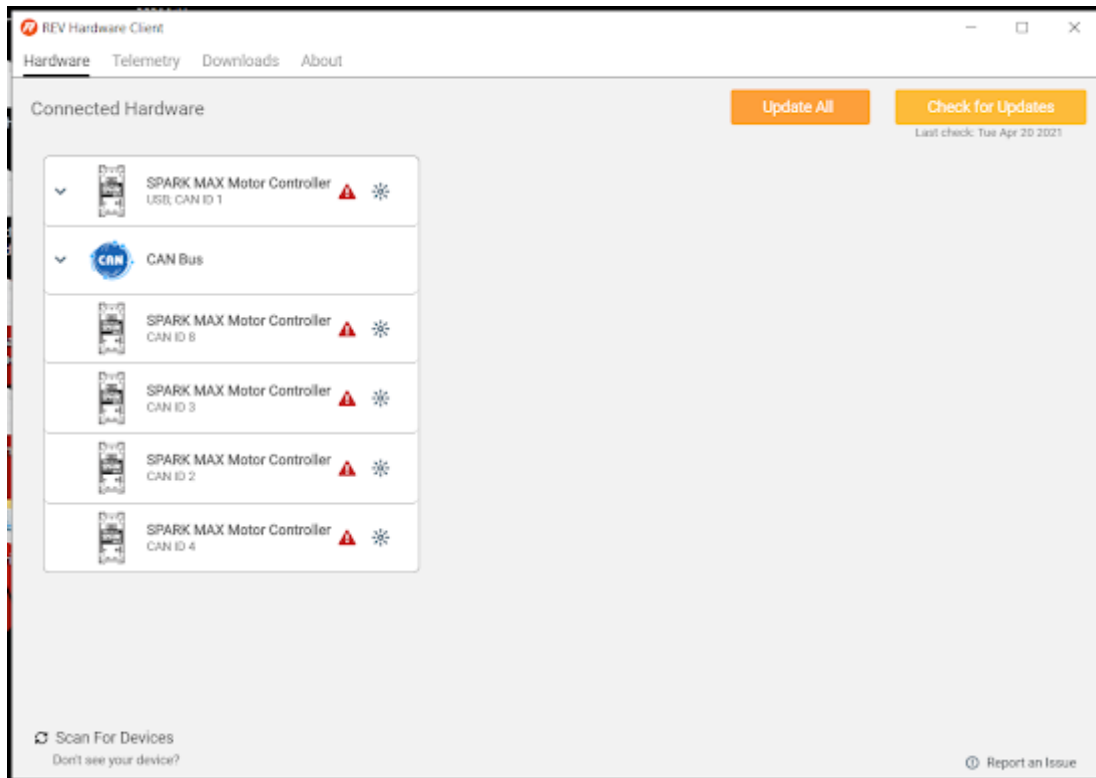 REV Hardware Client
Hardware Telemetry Downloads About
Connected Hardware
Update All
Check for Updates
Last check: Tue Apr 20 2021
SPARK MAX Motor Controller
USB; CAN ID 1
CAN
CAN Bus
SPARK MAX Motor Controller
CAN ID 8
SPARK MAX Motor Controller
CAN ID 3
SPARK MAX Motor Controller
CAN ID 2
SPARK MAX Motor Controller
CAN ID 4
Scan For Devices
Don't see your device?
Report an Issue